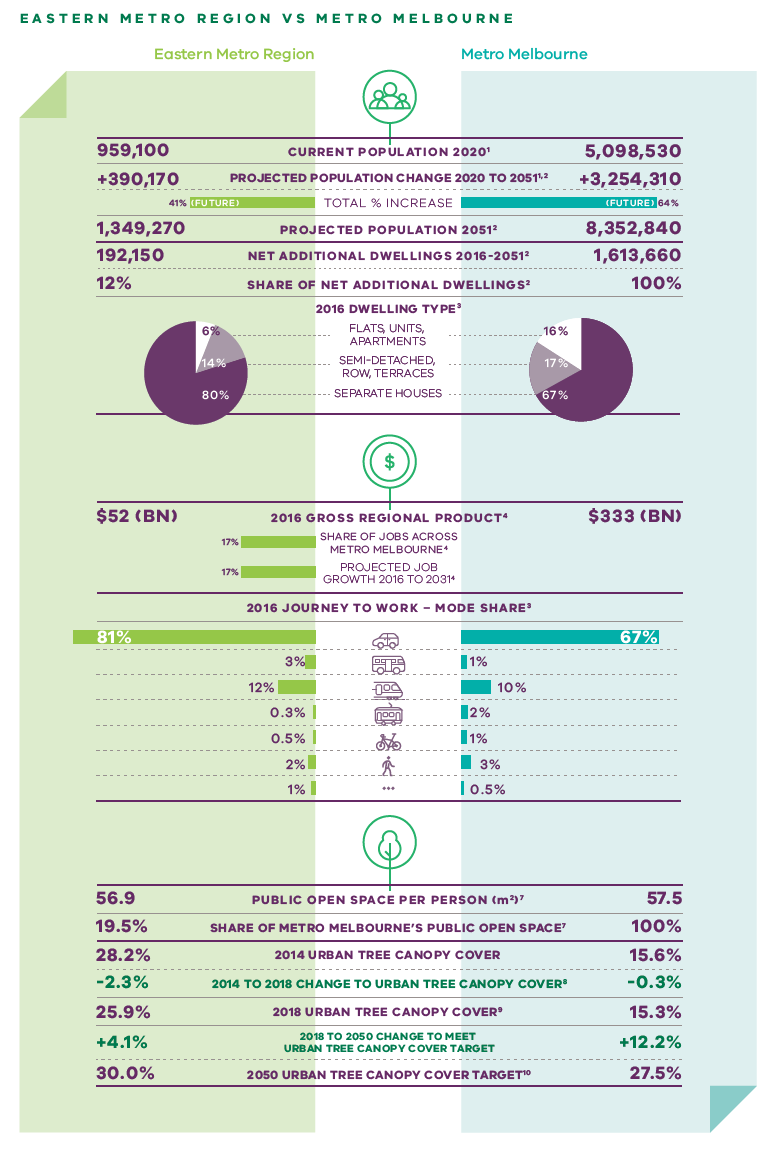 EASTERN METRO REGION VS METRO MELBOURNE
Eastern Metro Region Metro Melbourne
959,100 CURRENT POPULATION 2020¹ 5,098,530
+390,170 PROJECTED POPULATION CHANGE 2020 TO 2051¹,² +3,254,310
41% (FUTURE) TOTAL % INCREASE (FUTURE) 64%
1,349,270 PROJECTED POPULATION 2051² 8,352,840
192,150 NET ADDITIONAL DWELLINGS 2016-2051² 1,613,660
12% SHARE OF NET ADDITIONAL DWELLINGS² 100%
2016 DWELLING TYPE³
6% FLATS, UNITS, 16%
APARTMENTS
14% SEMI-DETACHED, 17%
ROW, TERRACES
80% SEPARATE HOUSES 67%
$
$52 (BN) 2016 GROSS REGIONAL PRODUCT⁴ $333 (BN)
17% SHARE OF JOBS ACROSS
METRO MELBOURNE⁴
17% PROJECTED JOB
GROWTH 2016 TO 2031⁴
2016 JOURNEY TO WORK – MODE SHARE³
81% 67%
3% 1%
12% 10%
0.3% 2%
0.5% 1%
2% 3%
1% 0.5%
56.9 PUBLIC OPEN SPACE PER PERSON (m²)⁷ 57.5
19.5% SHARE OF METRO MELBOURNE'S PUBLIC OPEN SPACE⁷ 100%
28.2% 2014 URBAN TREE CANOPY COVER 15.6%
-2.3% 2014 TO 2018 CHANGE TO URBAN TREE CANOPY COVER⁸ -0.3%
25.9% 2018 URBAN TREE CANOPY COVER⁹ 15.3%
+4.1% 2018 TO 2050 CHANGE TO MEET +12.2%
URBAN TREE CANOPY COVER TARGET
30.0% 2050 URBAN TREE CANOPY COVER TARGET¹⁰ 27.5%